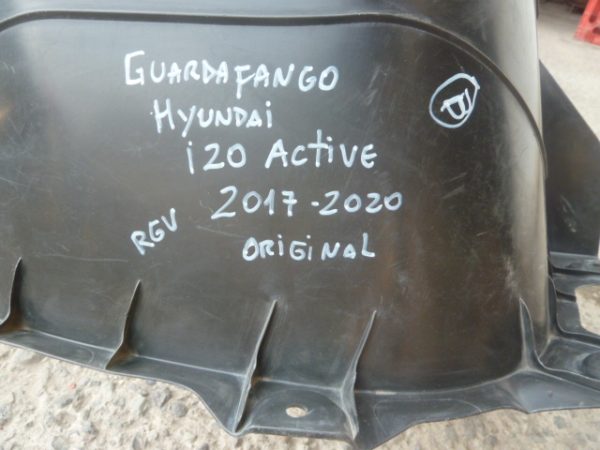 GUARDAFANGO
D
HYUNDAI
i20 ACTIVE
2017-2020
RGV
ORIGINAL